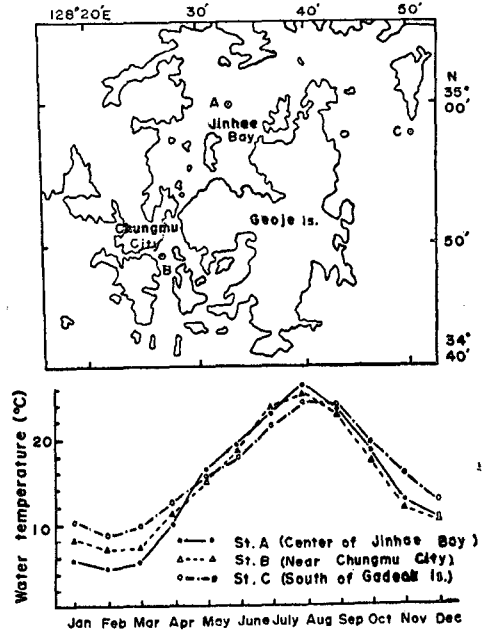 128°20'E 30' 40' 50'
N
35°
00'
A
Jinhae
Bay
C
Geoje Is.
Chungmu
City
50'
B
34°
40'
Water temperature (°C)
20
10
St. A (Center of Jinhae Bay)
St. B (Near Chungmu City)
St. C (South of Gadeok Is.)
Jan Feb Mar Apr May June July Aug Sep Oct Nov Dec